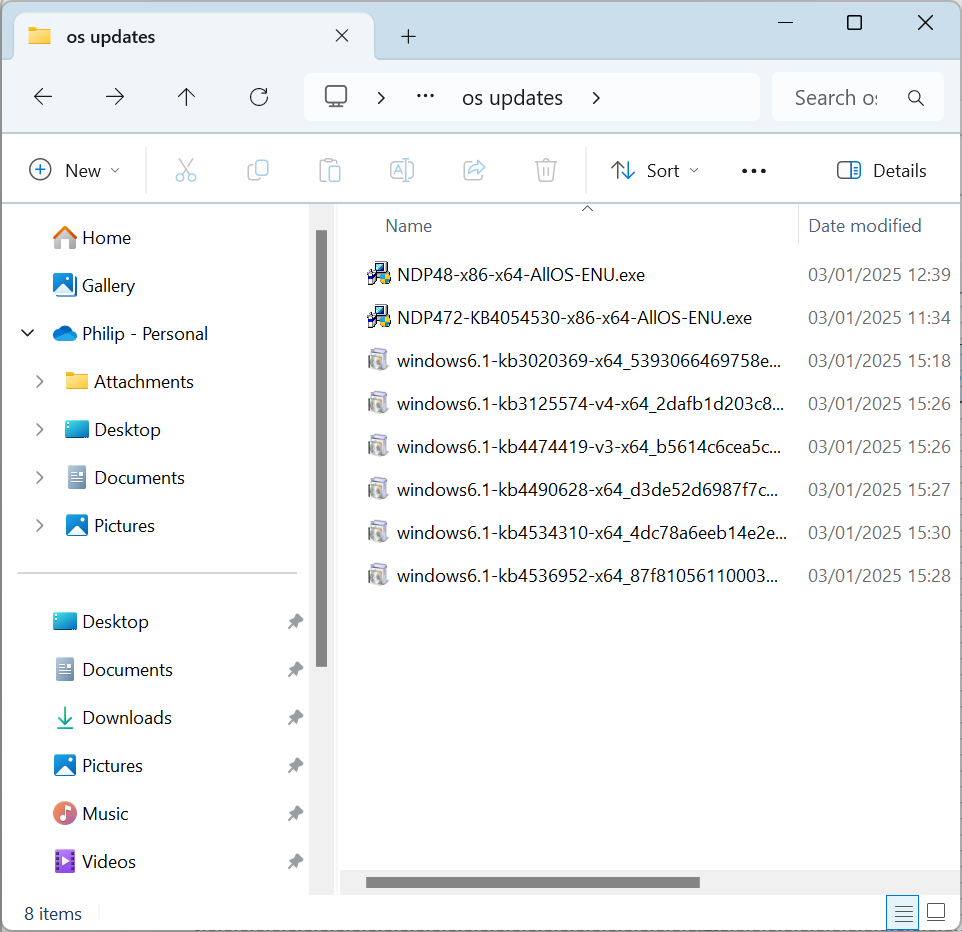 os updates
os updates
Search os
New
Sort
Details
Name
Date modified
Home
Gallery
Philip - Personal
Attachments
Desktop
Documents
Pictures
Desktop
Documents
Downloads
Pictures
Music
Videos
NDP48-x86-x64-AllOS-ENU.exe 03/01/2025 12:39
NDP472-KB4054530-x86-x64-AllOS-ENU.exe 03/01/2025 11:34
windows6.1-kb3020369-x64_5393066469758e... 03/01/2025 15:18
windows6.1-kb3125574-v4-x64_2dafb1d203c8... 03/01/2025 15:26
windows6.1-kb4474419-v3-x64_b5614c6cea5c... 03/01/2025 15:26
windows6.1-kb4490628-x64_d3de52d6987f7c... 03/01/2025 15:27
windows6.1-kb4534310-x64_4dc78a6eeb14e2e... 03/01/2025 15:30
windows6.1-kb4536952-x64_87f81056110003... 03/01/2025 15:28
8 items